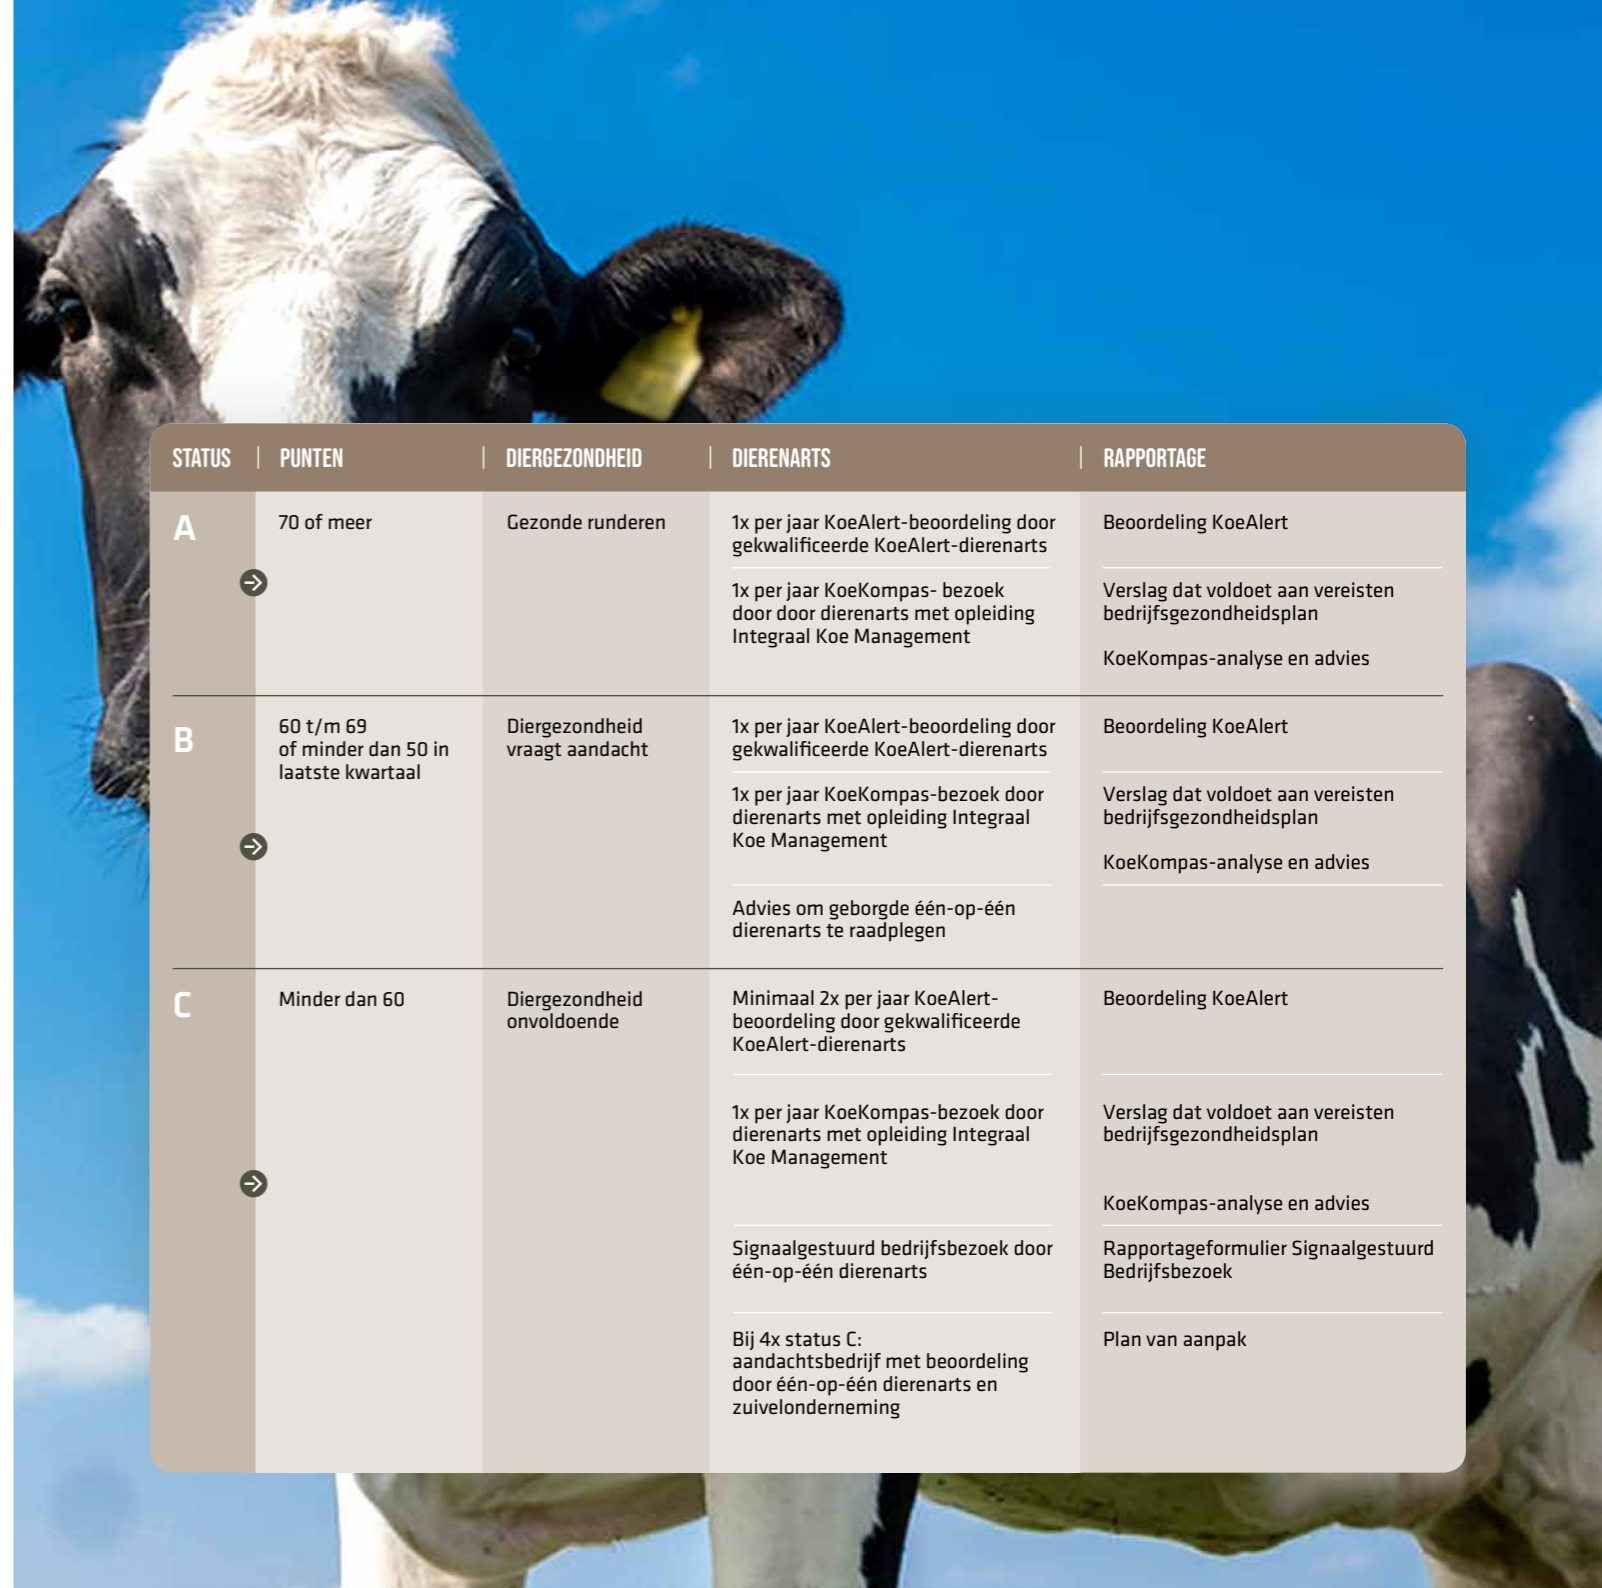 STATUS | PUNTEN | DIERGEZONDHEID | DIERENARTS | RAPPORTAGE
A
70 of meer
Gezonde runderen
1x per jaar KoeAlert-beoordeling door
gekwalificeerde KoeAlert-dierenarts
Beoordeling KoeAlert
1x per jaar KoeKompas- bezoek
door door dierenarts met opleiding
Integraal Koe Management
Verslag dat voldoet aan vereisten
bedrijfsgezondheidsplan
KoeKompas-analyse en advies
B
60 t/m 69
of minder dan 50 in
laatste kwartaal
Diergezondheid
vraagt aandacht
1x per jaar KoeAlert-beoordeling door
gekwalificeerde KoeAlert-dierenarts
Beoordeling KoeAlert
1x per jaar KoeKompas-bezoek door
dierenarts met opleiding Integraal
Koe Management
Verslag dat voldoet aan vereisten
bedrijfsgezondheidsplan
KoeKompas-analyse en advies
Advies om geborgde één-op-één
dierenarts te raadplegen
C
Minder dan 60
Diergezondheid
onvoldoende
Minimaal 2x per jaar KoeAlert-
beoordeling door gekwalificeerde
KoeAlert-dierenarts
Beoordeling KoeAlert
1x per jaar KoeKompas-bezoek door
dierenarts met opleiding Integraal
Koe Management
Verslag dat voldoet aan vereisten
bedrijfsgezondheidsplan
KoeKompas-analyse en advies
Signaalgestuurd bedrijfsbezoek door
één-op-één dierenarts
Rapportageformulier Signaalgestuurd
Bedrijfsbezoek
Bij 4x status C:
aandachtsbedrijf met beoordeling
door één-op-één dierenarts en
zuivelonderneming
Plan van aanpak